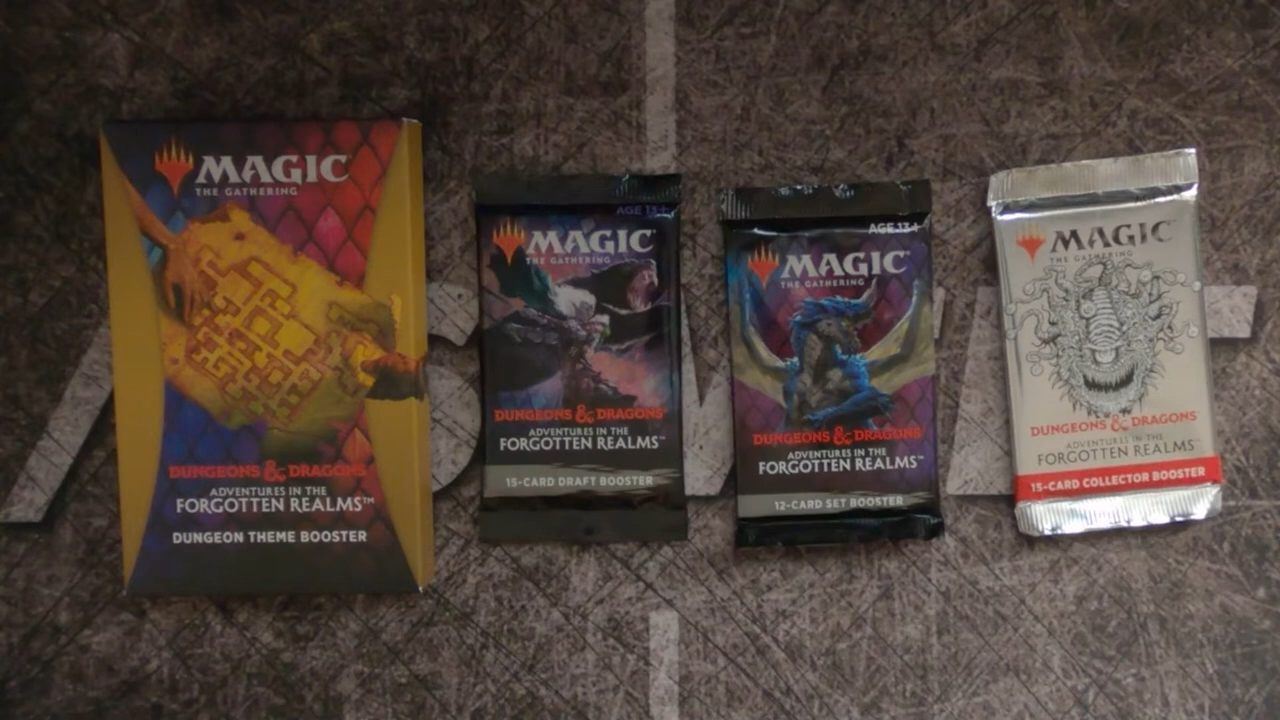 MAGIC
THE GATHERING
DUNGEONS & DRAGONS
ADVENTURES IN THE
FORGOTTEN REALMS™
DUNGEON THEME BOOSTER
AGE 13+
MAGIC
THE GATHERING
DUNGEONS & DRAGONS
ADVENTURES IN THE
FORGOTTEN REALMS™
15-CARD DRAFT BOOSTER
AGE 13+
MAGIC
THE GATHERING
DUNGEONS & DRAGONS
ADVENTURES IN THE
FORGOTTEN REALMS™
12-CARD SET BOOSTER
MAGIC
THE GATHERING
DUNGEONS & DRAGONS
ADVENTURES IN THE
FORGOTTEN REALMS™
15-CARD COLLECTOR BOOSTER